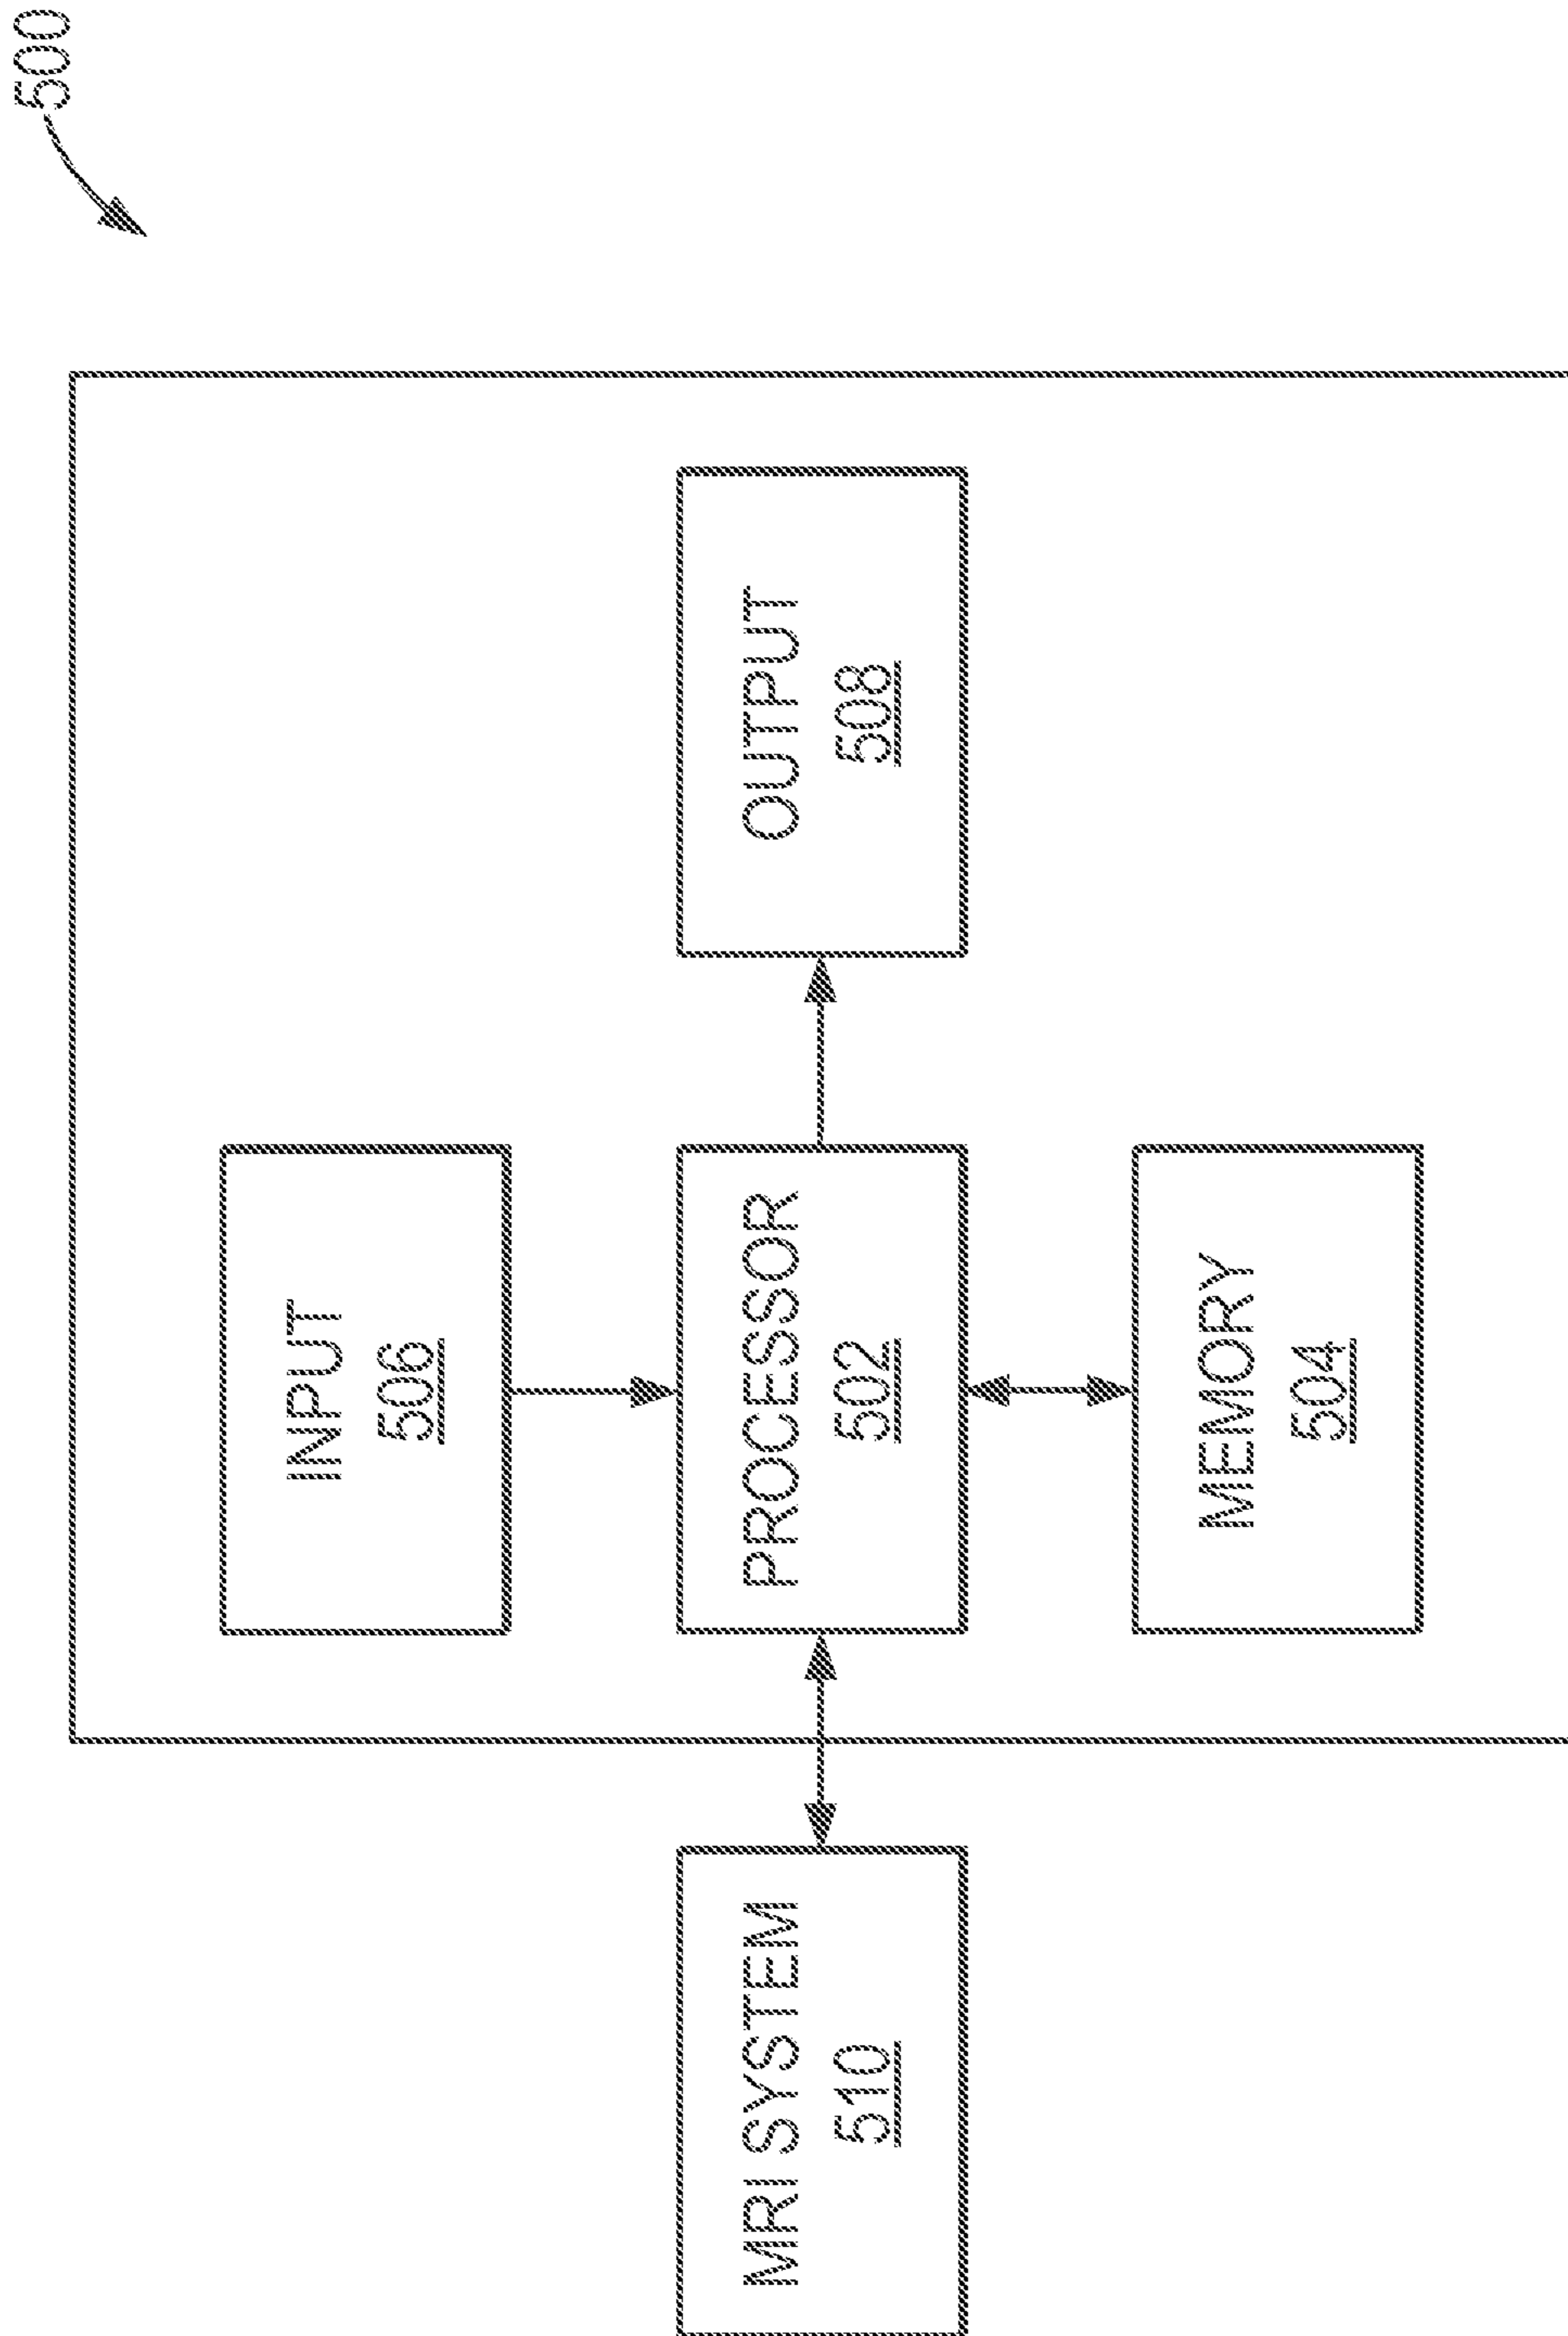 500
INPUT
506
MRI SYSTEM
510
PROCESSOR
502
OUTPUT
508
MEMORY
504